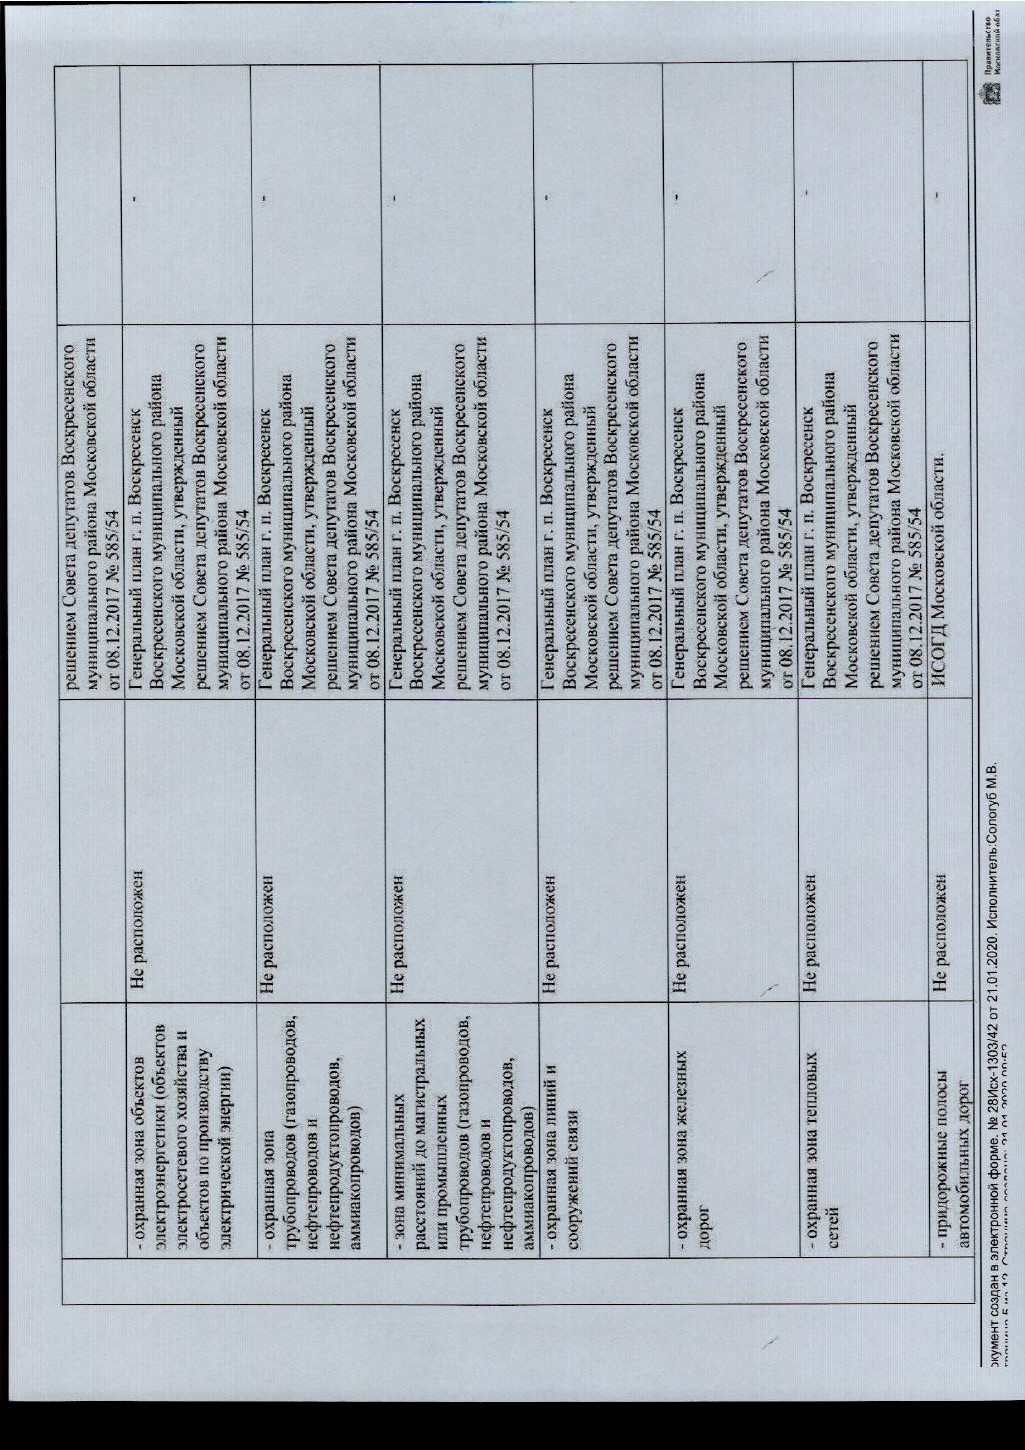 решением Совета депутатов Воскресенского
муниципального района Московской области
от 08.12.2017 № 585/54
- охранная зона объектов
электроэнергетики (объектов
электросетевого хозяйства и
объектов по производству
электрической энергии)
Не расположен
Генеральный план г. п. Воскресенск
Воскресенского муниципального района
Московской области, утвержденный
решением Совета депутатов Воскресенского
муниципального района Московской области
от 08.12.2017 № 585/54
-
- охранная зона
трубопроводов (газопроводов,
нефтепроводов и
нефтепродуктопроводов,
аммиакопроводов)
Не расположен
Генеральный план г. п. Воскресенск
Воскресенского муниципального района
Московской области, утвержденный
решением Совета депутатов Воскресенского
муниципального района Московской области
от 08.12.2017 № 585/54
-
- зона минимальных
расстояний до магистральных
или промышленных
трубопроводов (газопроводов,
нефтепроводов и
нефтепродуктопроводов,
аммиакопроводов)
Не расположен
Генеральный план г. п. Воскресенск
Воскресенского муниципального района
Московской области, утвержденный
решением Совета депутатов Воскресенского
муниципального района Московской области
от 08.12.2017 № 585/54
-
- охранная зона линий и
сооружений связи
Не расположен
Генеральный план г. п. Воскресенск
Воскресенского муниципального района
Московской области, утвержденный
решением Совета депутатов Воскресенского
муниципального района Московской области
от 08.12.2017 № 585/54
-
- охранная зона железных
дорог
Не расположен
Генеральный план г. п. Воскресенск
Воскресенского муниципального района
Московской области, утвержденный
решением Совета депутатов Воскресенского
муниципального района Московской области
от 08.12.2017 № 585/54
-
- охранная зона тепловых
сетей
Не расположен
Генеральный план г. п. Воскресенск
Воскресенского муниципального района
Московской области, утвержденный
решением Совета депутатов Воскресенского
муниципального района Московской области
от 08.12.2017 № 585/54
-
- придорожные полосы
автомобильных дорог
Не расположен
ИСОГД Московской области.
-
окумент создан в электронной форме. № 28Исх-1303/42 от 21.01.2020. Исполнитель:Сологуб М.В.
Правительство
Московской обла